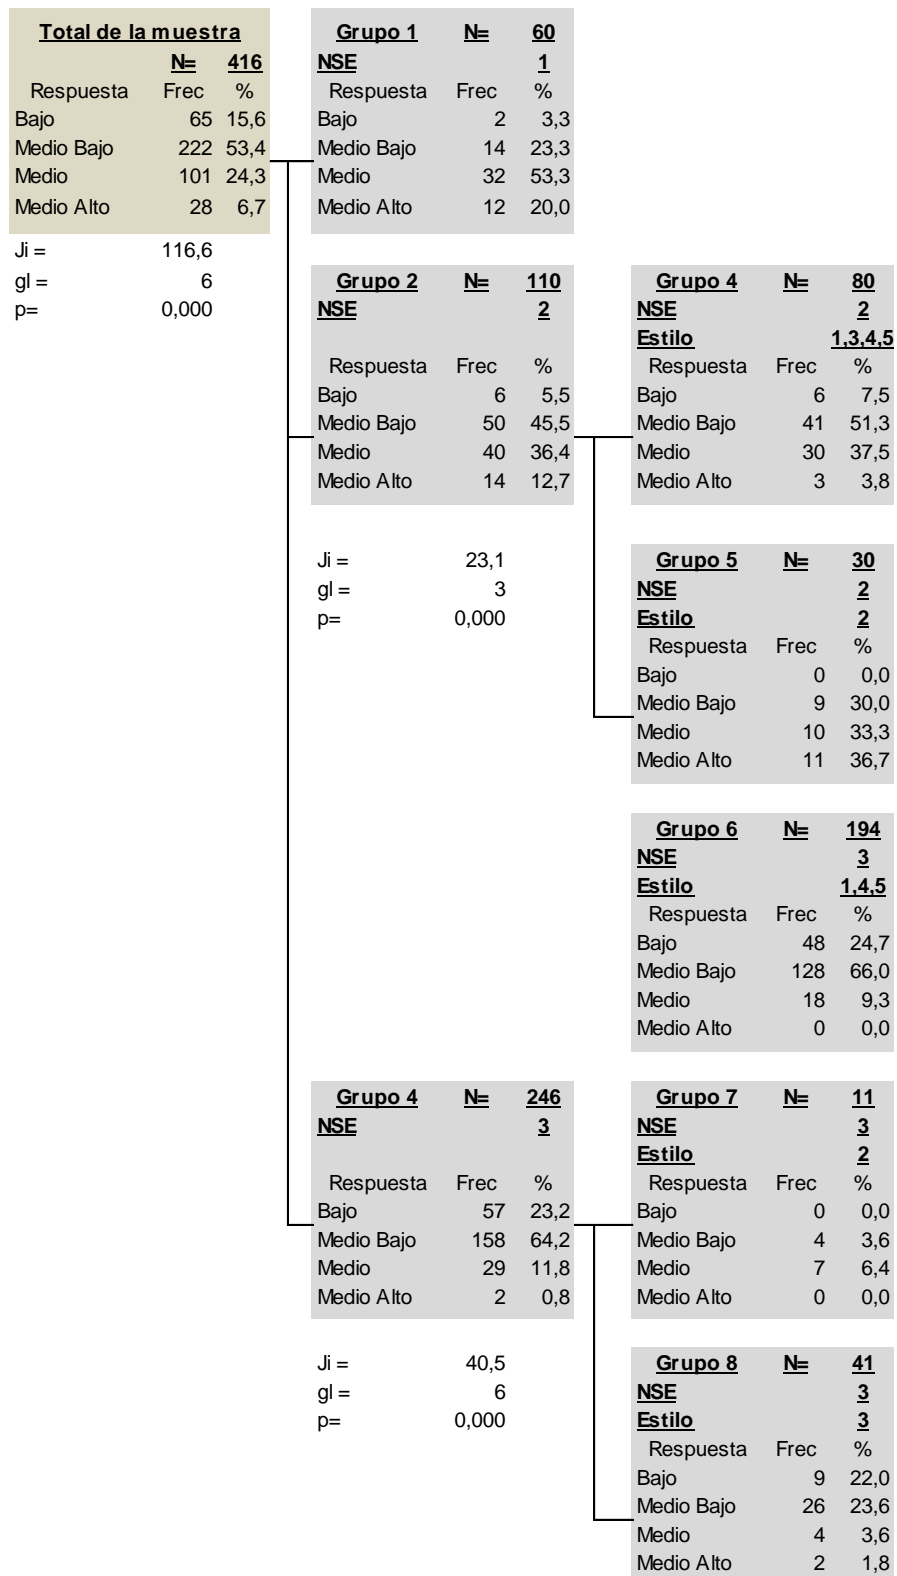 Total de la muestra
N= 416
Respuesta Frec %
Bajo 65 15,6
Medio Bajo 222 53,4
Medio 101 24,3
Medio Alto 28 6,7
Ji = 116,6
gl = 6
p= 0,000
Grupo 1 N= 60
NSE 1
Respuesta Frec %
Bajo 2 3,3
Medio Bajo 14 23,3
Medio 32 53,3
Medio Alto 12 20,0
Grupo 2 N= 110
NSE 2
Respuesta Frec %
Bajo 6 5,5
Medio Bajo 50 45,5
Medio 40 36,4
Medio Alto 14 12,7
Ji = 23,1
gl = 3
p= 0,000
Grupo 4 N= 80
NSE 2
Estilo 1,3,4,5
Respuesta Frec %
Bajo 6 7,5
Medio Bajo 41 51,3
Medio 30 37,5
Medio Alto 3 3,8
Grupo 5 N= 30
NSE 2
Estilo 2
Respuesta Frec %
Bajo 0 0,0
Medio Bajo 9 30,0
Medio 10 33,3
Medio Alto 11 36,7
Grupo 6 N= 194
NSE 3
Estilo 1,4,5
Respuesta Frec %
Bajo 48 24,7
Medio Bajo 128 66,0
Medio 18 9,3
Medio Alto 0 0,0
Grupo 4 N= 246
NSE 3
Respuesta Frec %
Bajo 57 23,2
Medio Bajo 158 64,2
Medio 29 11,8
Medio Alto 2 0,8
Ji = 40,5
gl = 6
p= 0,000
Grupo 7 N= 11
NSE 3
Estilo 2
Respuesta Frec %
Bajo 0 0,0
Medio Bajo 4 3,6
Medio 7 6,4
Medio Alto 0 0,0
Grupo 8 N= 41
NSE 3
Estilo 3
Respuesta Frec %
Bajo 9 22,0
Medio Bajo 26 23,6
Medio 4 3,6
Medio Alto 2 1,8